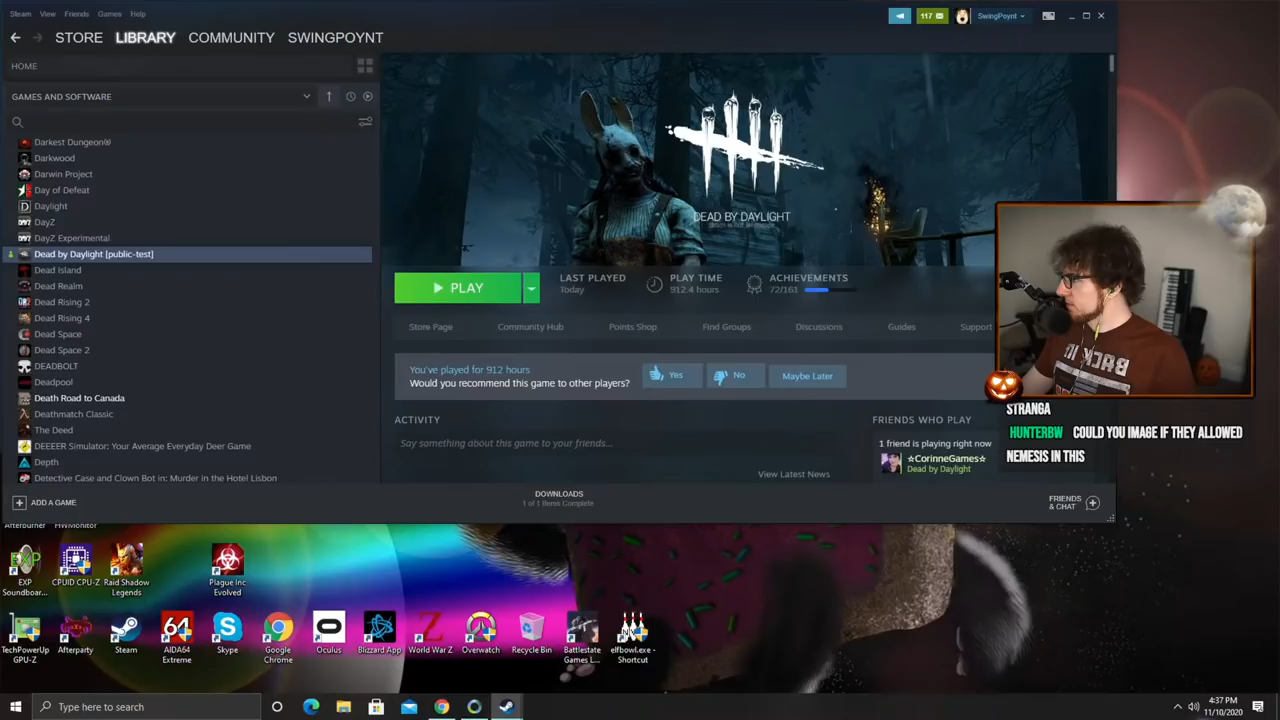 Steam View Friends Games Help
117 SwingPoynt
STORE LIBRARY COMMUNITY SWINGPOYNT
HOME
GAMES AND SOFTWARE
Darkest Dungeon®
Darkwood
Darwin Project
Day of Defeat
Daylight
DayZ
DayZ Experimental
Dead by Daylight [public-test]
Dead Island
Dead Realm
Dead Rising 2
Dead Rising 4
Dead Space
Dead Space 2
DEADBOLT
Deadpool
Death Road to Canada
Deathmatch Classic
The Deed
DEEEER Simulator: Your Average Everyday Deer Game
Depth
Detective Case and Clown Bot in: Murder in the Hotel Lisbon
ADD A GAME
DEAD BY DAYLIGHT
PLAY
LAST PLAYED
Today
PLAY TIME
912.4 hours
ACHIEVEMENTS
72/161
Store Page Community Hub Points Shop Find Groups Discussions Guides Support
You've played for 912 hours
Would you recommend this game to other players?
Yes No Maybe Later
ACTIVITY
Say something about this game to your friends...
View Latest News
FRIENDS WHO PLAY
1 friend is playing right now
☆CorinneGames☆
Dead by Daylight
DOWNLOADS
1 of 1 Items Complete
FRIENDS
& CHAT
BACK IN
STRANGA
HUNTERBW COULD YOU IMAGE IF THEY ALLOWED
NEMESIS IN THIS
Afterburner HWMonitor
EXP
Soundboar...
CPUID CPU-Z
Raid Shadow
Legends
Plague Inc
Evolved
TechPowerUp
GPU-Z
Afterparty
Steam
64
AIDA64
Extreme
Skype
Google
Chrome
Oculus
Blizzard App
World War Z
Overwatch
Recycle Bin
Battlestate
Games L...
elfbowl.exe -
Shortcut
Type here to search
4:37 PM
11/10/2020